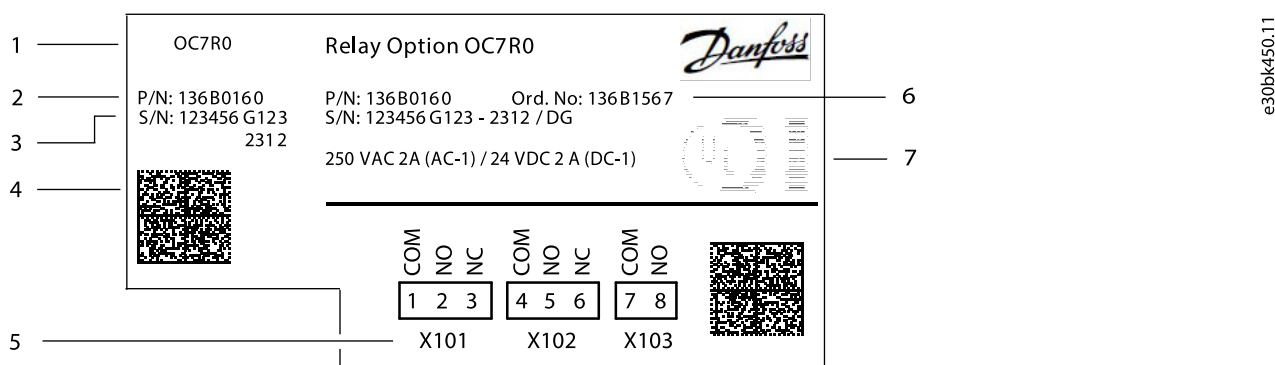 1
OC7R0
Relay Option OC7R0
Danfoss
2
P/N: 136B0160
P/N: 136B0160 Ord. No: 136B1567
6
3
S/N: 123456 G123
2312
S/N: 123456 G123 - 2312 / DG
250 VAC 2A (AC-1) / 24 VDC 2 A (DC-1)
7
4
COM NO NC COM NO NC COM NO
1 2 3 4 5 6 7 8
5
X101 X102 X103
e30bk450.11